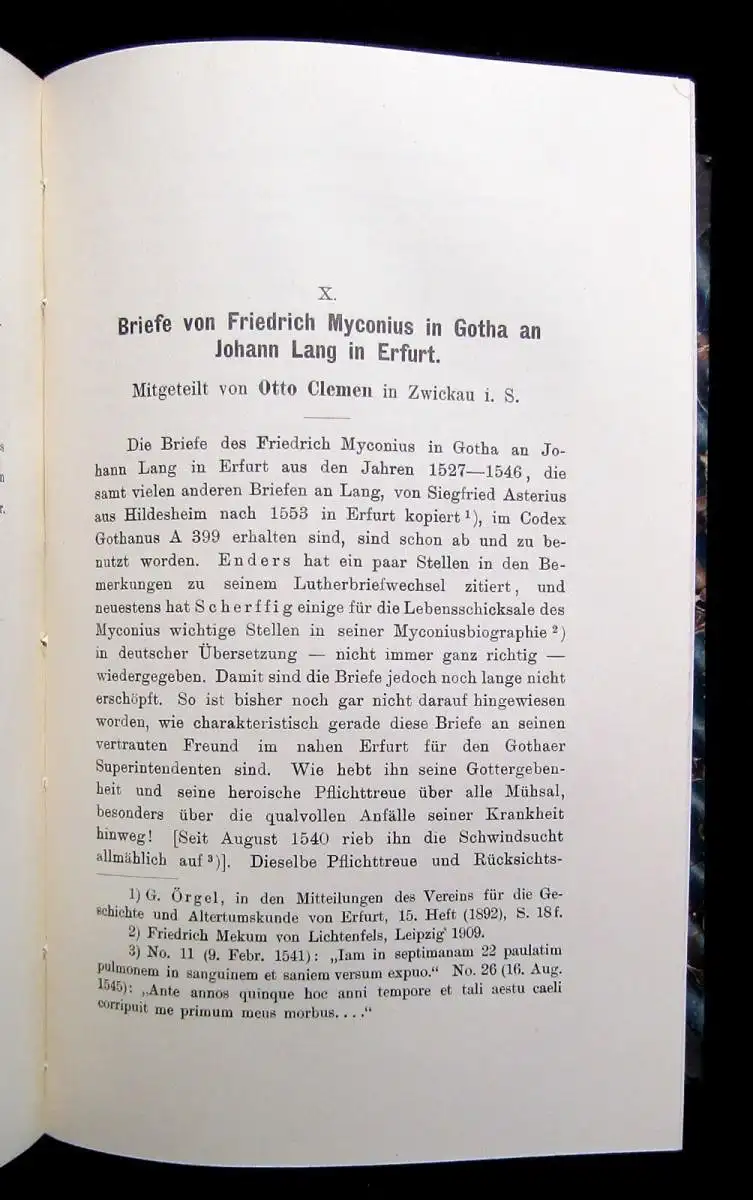 X.
Briefe von Friedrich Myconius in Gotha an
Johann Lang in Erfurt.
Mitgeteilt von Otto Clemen in Zwickau i. S.
Die Briefe des Friedrich Myconius in Gotha an Jo-
hann Lang in Erfurt aus den Jahren 1527—1546, die
samt vielen anderen Briefen an Lang, von Siegfried Asterius
aus Hildesheim nach 1553 in Erfurt kopiert ¹), im Codex
Gothanus A 399 erhalten sind, sind schon ab und zu be-
nutzt worden. Enders hat ein paar Stellen in den Be-
merkungen zu seinem Lutherbriefwechsel zitiert, und
neuestens hat Scherffig einige für die Lebensschicksale des
Myconius wichtige Stellen in seiner Myconiusbiographie ²)
in deutscher Übersetzung — nicht immer ganz richtig —
wiedergegeben. Damit sind die Briefe jedoch noch lange nicht
erschöpft. So ist bisher noch gar nicht darauf hingewiesen
worden, wie charakteristisch gerade diese Briefe an seinen
vertrauten Freund im nahen Erfurt für den Gothaer
Superintendenten sind. Wie hebt ihn seine Gottergeben-
heit und seine heroische Pflichttreue über alle Mühsal,
besonders über die qualvollen Anfälle seiner Krankheit
hinweg! [Seit August 1540 rieb ihn die Schwindsucht
allmählich auf ³)]. Dieselbe Pflichttreue und Rücksichts-
1) G. Örgel, in den Mitteilungen des Vereins für die Ge-
schichte und Altertumskunde von Erfurt, 15. Heft (1892), S. 18 f.
2) Friedrich Mekum von Lichtenfels, Leipzig 1909.
3) No. 11 (9. Febr. 1541): „Iam in septimanam 22 paulatim
pulmonem in sanguinem et saniem versum expuo.“ No. 26 (16. Aug.
1545): „Ante annos quinque hoc anni tempore et tali aestu caeli
corripuit me primum meus morbus. . . .“